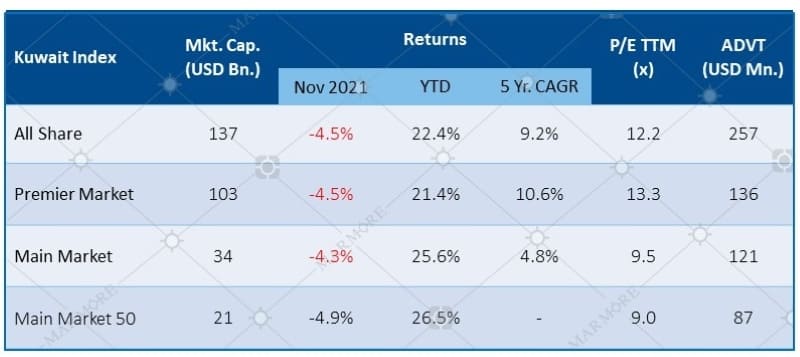 Kuwait Index Mkt. Cap. (USD Bn.) Returns P/E TTM (x) ADVT (USD Mn.)
Nov 2021 YTD 5 Yr. CAGR
All Share 137 -4.5% 22.4% 9.2% 12.2 257
Premier Market 103 -4.5% 21.4% 10.6% 13.3 136
Main Market 34 -4.3% 25.6% 4.8% 9.5 121
Main Market 50 21 -4.9% 26.5% - 9.0 87
MARMORE
MARMORE
MARMORE
MARMORE